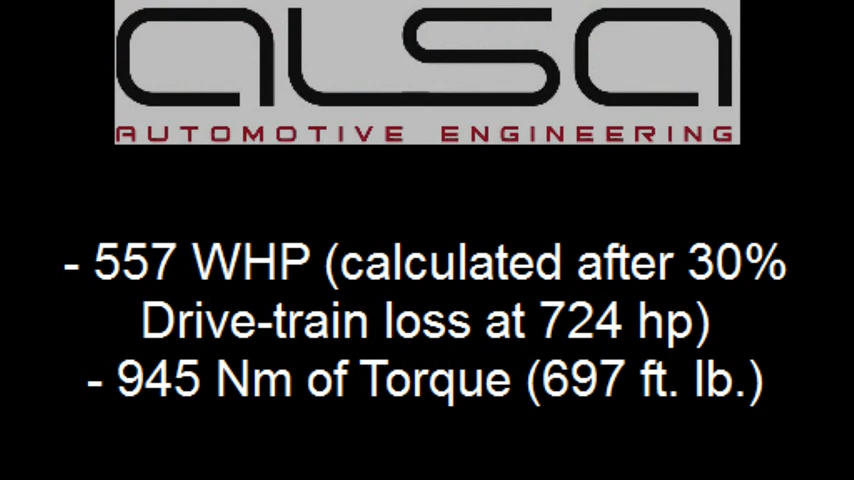 alsa
AUTOMOTIVE ENGINEERING
- 557 WHP (calculated after 30%
Drive-train loss at 724 hp)
- 945 Nm of Torque (697 ft. lb.)